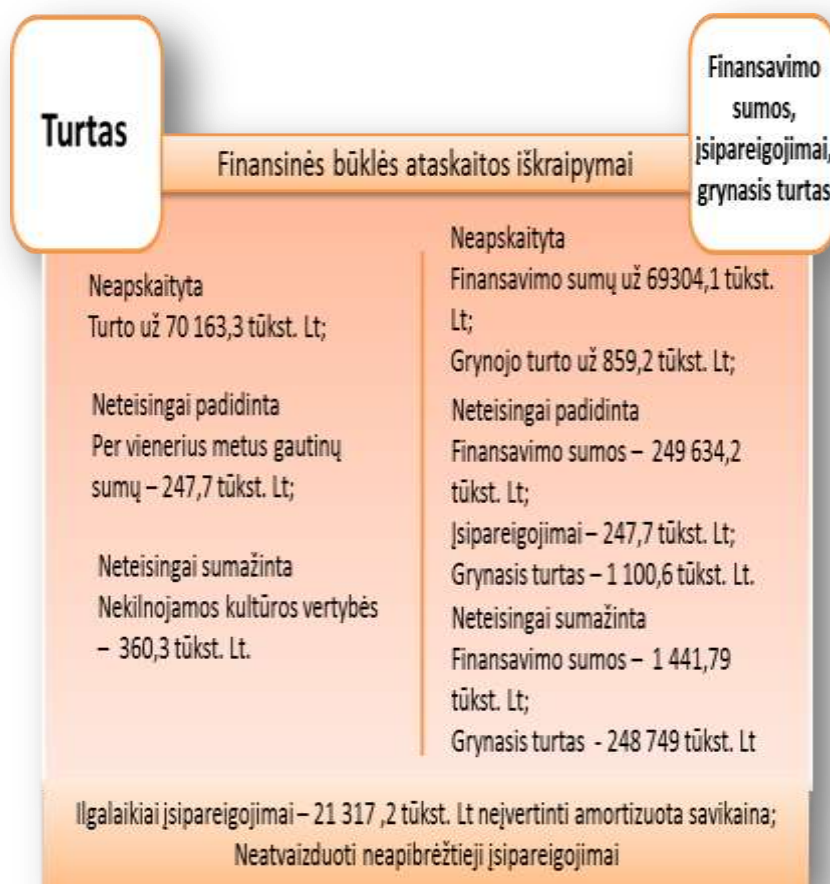 Turtas
Finansavimo
sumos,
įsipareigojimai,
grynasis turtas
Finansinės būklės ataskaitos iškraipymai
Neapskaityta
Turto už 70 163,3 tūkst. Lt;
Neteisingai padidinta
Per vienerius metus gautinų
sumų – 247,7 tūkst. Lt;
Neteisingai sumažinta
Nekilnojamos kultūros vertybės
– 360,3 tūkst. Lt.
Neapskaityta
Finansavimo sumų už 69304,1 tūkst.
Lt;
Grynojo turto už 859,2 tūkst. Lt;
Neteisingai padidinta
Finansavimo sumos – 249 634,2
tūkst. Lt;
Įsipareigojimai – 247,7 tūkst. Lt;
Grynasis turtas – 1 100,6 tūkst. Lt.
Neteisingai sumažinta
Finansavimo sumos – 1 441,79
tūkst. Lt;
Grynasis turtas - 248 749 tūkst. Lt
Ilgalaikiai įsipareigojimai – 21 317 ,2 tūkst. Lt neįvertinti amortizuota savikaina;
Neatvaizduoti neapibrėžtieji įsipareigojimai